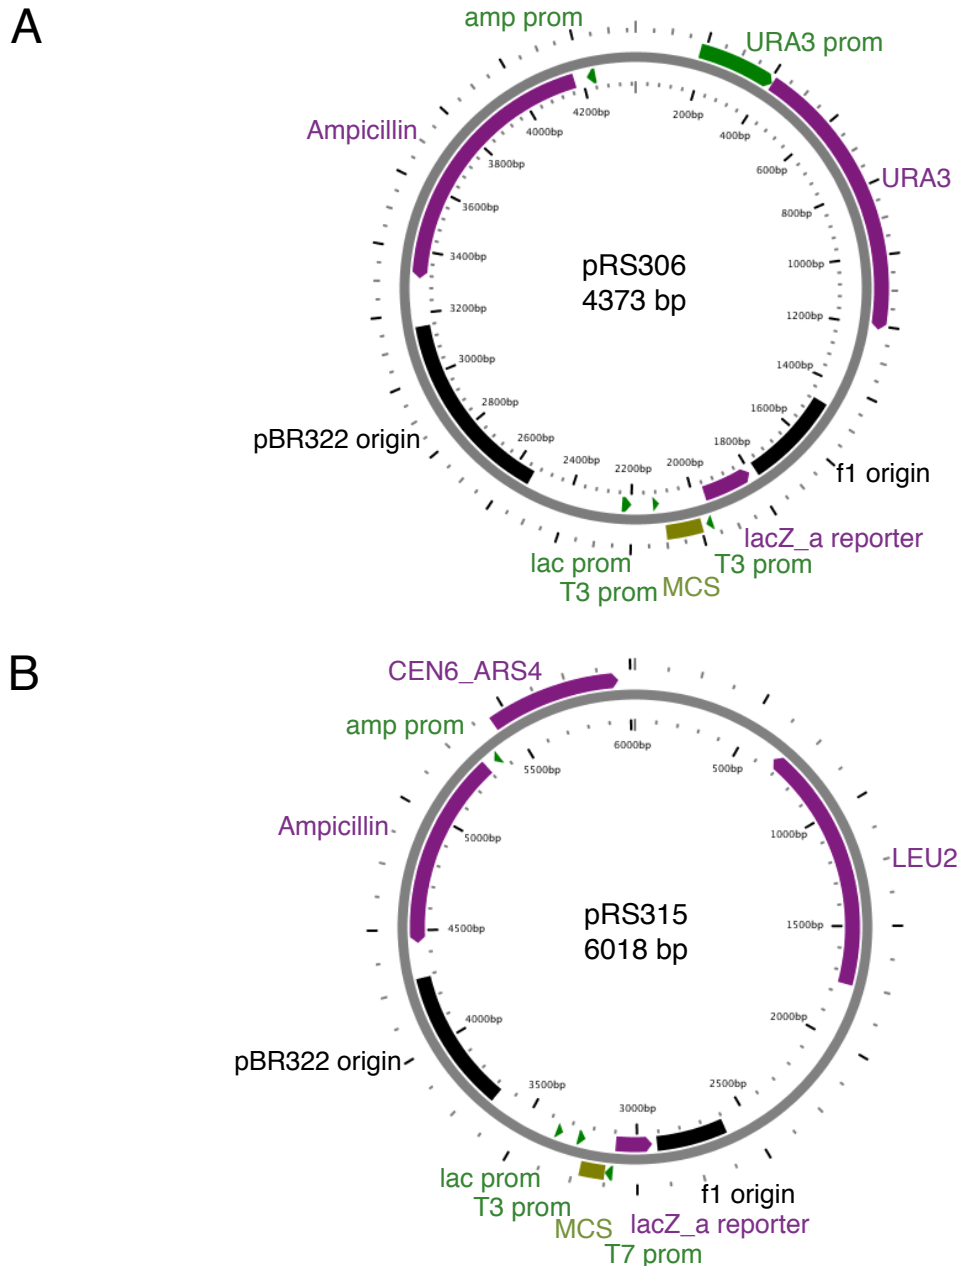 A
amp prom
URA3 prom
4200bp
200bp
4000bp
400bp
Ampicillin
3800bp
600bp
URA3
3600bp
800bp
3400bp
1000bp
pRS306
4373 bp
3200bp
1200bp
3000bp
1400bp
2800bp
1600bp
pBR322 origin
2600bp
1800bp
2400bp
2200bp
2000bp
f1 origin
lacZ_a reporter
lac prom
T3 prom
T3 prom
MCS
B
CEN6_ARS4
amp prom
6000bp
5500bp
500bp
Ampicillin
5000bp
1000bp
LEU2
pRS315
6018 bp
4500bp
1500bp
4000bp
2000bp
pBR322 origin
3500bp
2500bp
3000bp
lac prom
f1 origin
T3 prom
MCS
lacZ_a reporter
T7 prom